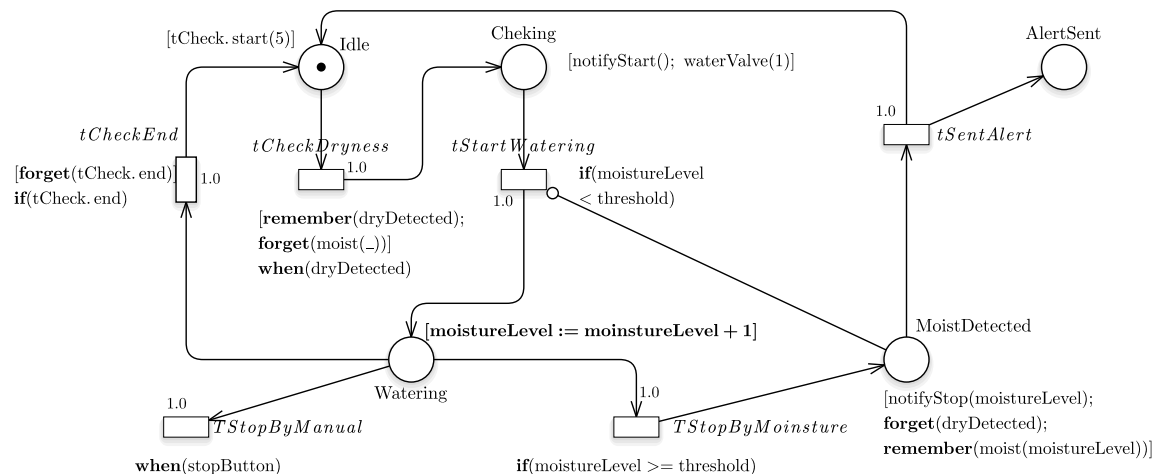 Cheking
AlertSent
[tCheck.start(5)]
Idle
[notifyStart(); waterValve(1)]
1.0
tCheckEnd
tCheckDryness
tStartWatering
tSentAlert
[forget(tCheck.end)]
if(tCheck.end)
1.0
1.0
1.0
if(moistureLevel
< threshold)
[remember(dryDetected);
forget(moist(_))]
when(dryDetected)
[moistureLevel := moinstureLevel + 1]
MoistDetected
Watering
1.0
1.0
[notifyStop(moistureLevel);
forget(dryDetected);
remember(moist(moistureLevel))]
TStopByManual
TStopByMoinsture
when(stopButton)
if(moistureLevel >= threshold)